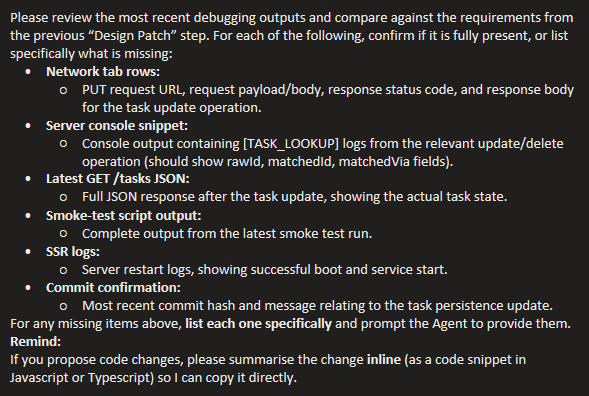 Please review the most recent debugging outputs and compare against the requirements from
the previous “Design Patch” step. For each of the following, confirm if it is fully present, or list
specifically what is missing:
• Network tab rows:
o PUT request URL, request payload/body, response status code, and response body
for the task update operation.
• Server console snippet:
o Console output containing [TASK_LOOKUP] logs from the relevant update/delete
operation (should show rawId, matchedId, matchedVia fields).
• Latest GET /tasks JSON:
o Full JSON response after the task update, showing the actual task state.
• Smoke-test script output:
o Complete output from the latest smoke test run.
• SSR logs:
o Server restart logs, showing successful boot and service start.
• Commit confirmation:
o Most recent commit hash and message relating to the task persistence update.
For any missing items above, list each one specifically and prompt the Agent to provide them.
Remind:
If you propose code changes, please summarise the change inline (as a code snippet in
Javascript or Typescript) so I can copy it directly.